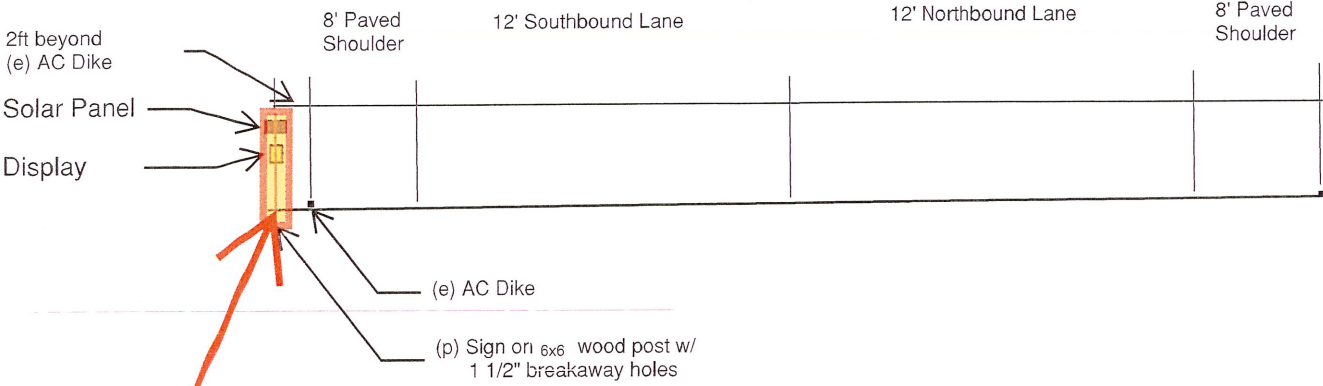 8' Paved
Shoulder
12' Southbound Lane
12' Northbound Lane
8' Paved
Shoulder
2ft beyond
(e) AC Dike
Solar Panel
Display
(e) AC Dike
(p) Sign on 6x6 wood post w/
1 1/2" breakaway holes